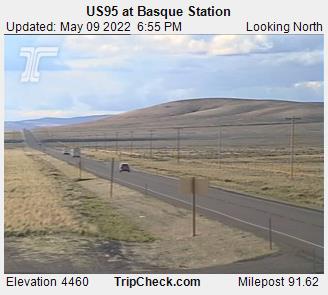 US95 at Basque Station
Updated: May 09 2022 6:55 PM Looking North
Elevation 4460 TripCheck.com Milepost 91.62